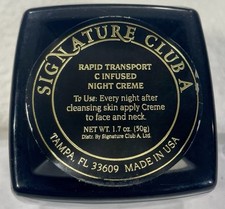 SIGNATURE CLUB A
RAPID TRANSPORT
C INFUSED
NIGHT CREME
To Use: Every night after
cleansing skin apply Creme
to face and neck.
NET WT. 1.7 oz. (50g)
Distr. By Signature Club A, Ltd.
TAMPA, FL 33609 MADE IN USA